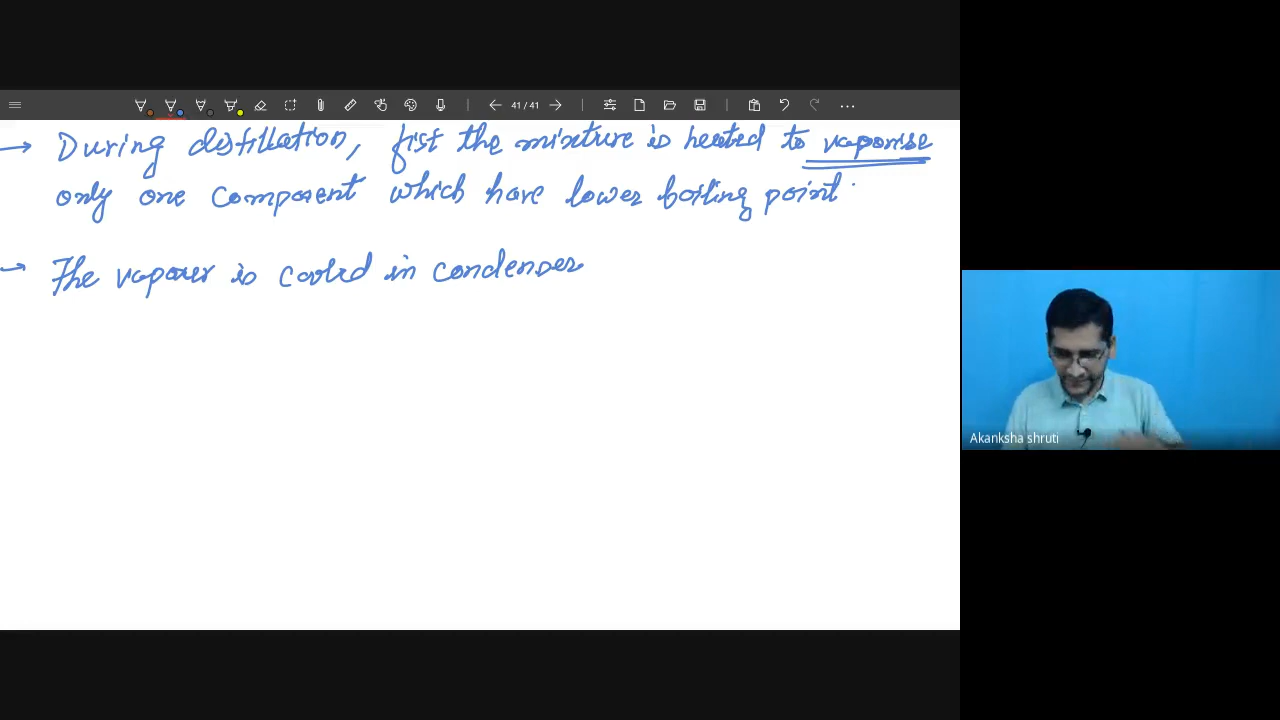 41 / 41
→ During distillation, fist the mixture is heated to vaporise
only one component which have lower boiling point.
→ The vapour is cooled in condenser
Akanksha shruti